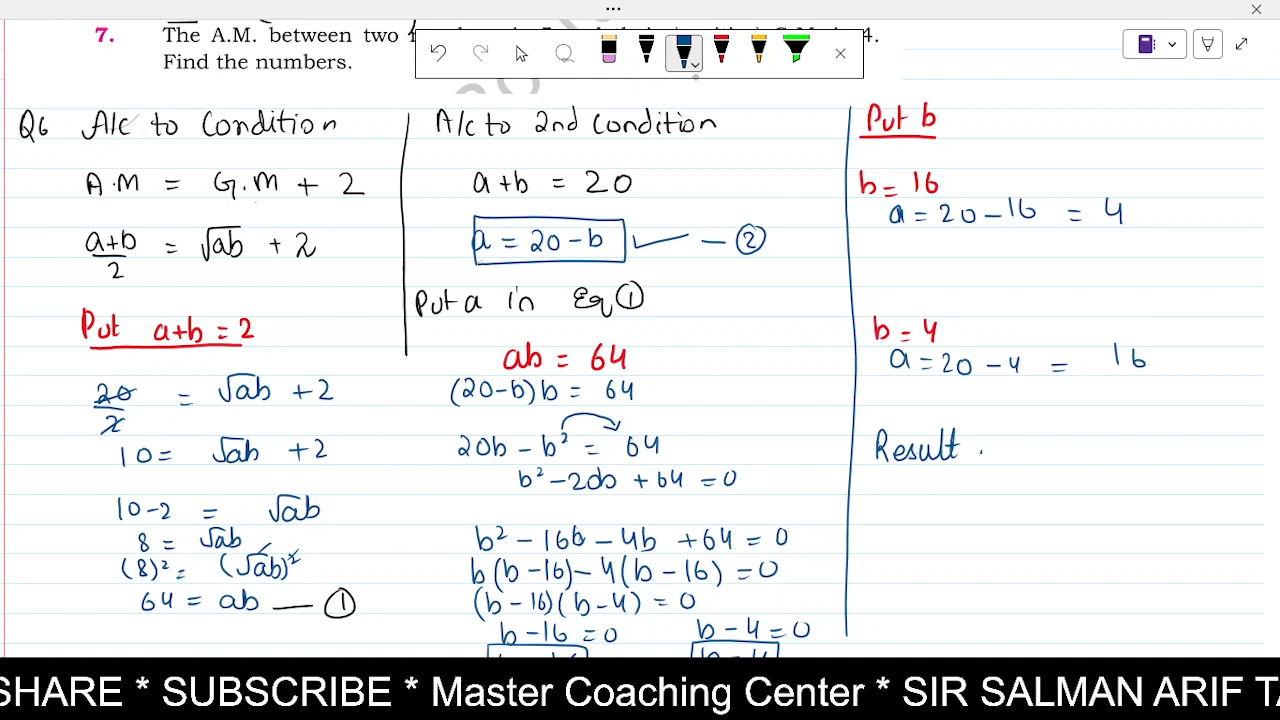 7. The A.M. between two 4.
Find the numbers.
Q6 A/c to Condition
A.M = G.M + 2
a+b/2 = √ab + 2
Put a+b = 2
20/2 = √ab + 2
10 = √ab + 2
10 - 2 = √ab
8 = √ab
(8)² = (√ab)²
64 = ab — ①
A/c to 2nd Condition
a+b = 20
a = 20 - b — ②
Put a in Eq ①
ab = 64
(20-b)b = 64
20b - b² = 64
b² - 20b + 64 = 0
b² - 16b - 4b + 64 = 0
b(b-16) - 4(b-16) = 0
(b-16)(b-4) = 0
b-16 = 0 b-4 = 0
Put b
b = 16
a = 20 - 16 = 4
b = 4
a = 20 - 4 = 16
Result .
SHARE * SUBSCRIBE * Master Coaching Center * SIR SALMAN ARIF TA